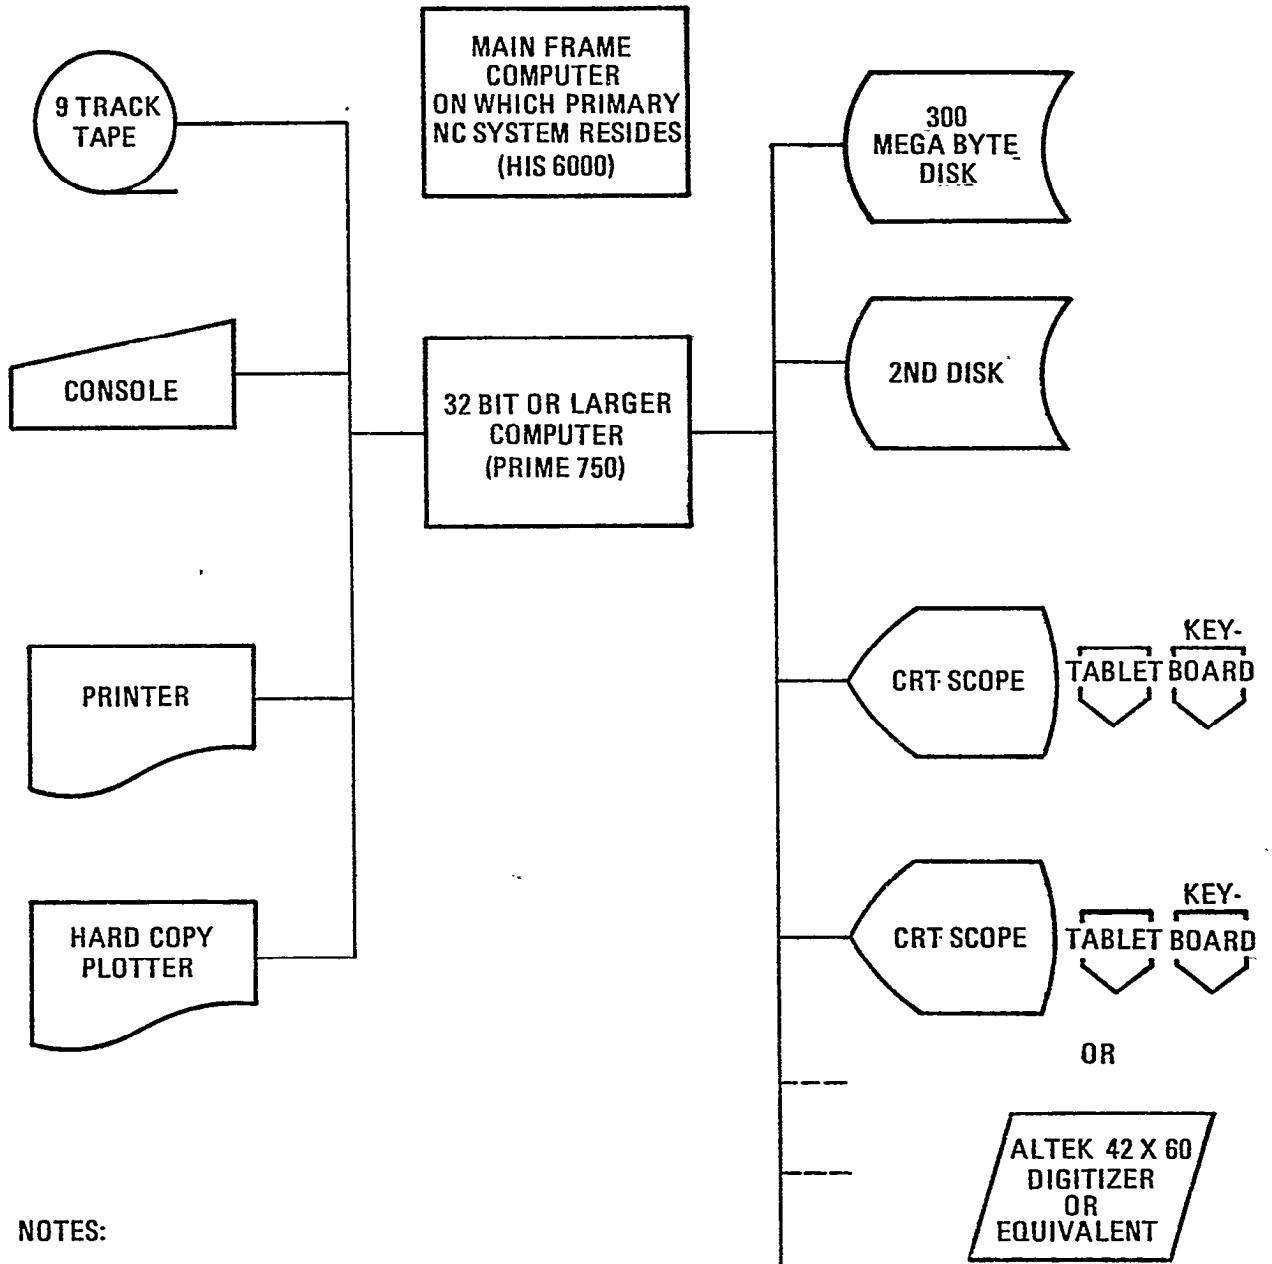 9 TRACK
TAPE
MAIN FRAME
COMPUTER
ON WHICH PRIMARY
NC SYSTEM RESIDES
(HIS 6000)
300
MEGA BYTE
DISK
CONSOLE
32 BIT OR LARGER
COMPUTER
(PRIME 750)
2ND DISK
PRINTER
CRT SCOPE
TABLET
KEY-
BOARD
HARD COPY
PLOTTER
CRT SCOPE
TABLET
KEY-
BOARD
OR
ALTEK 42 X 60
DIGITIZER
OR
EQUIVALENT
NOTES: